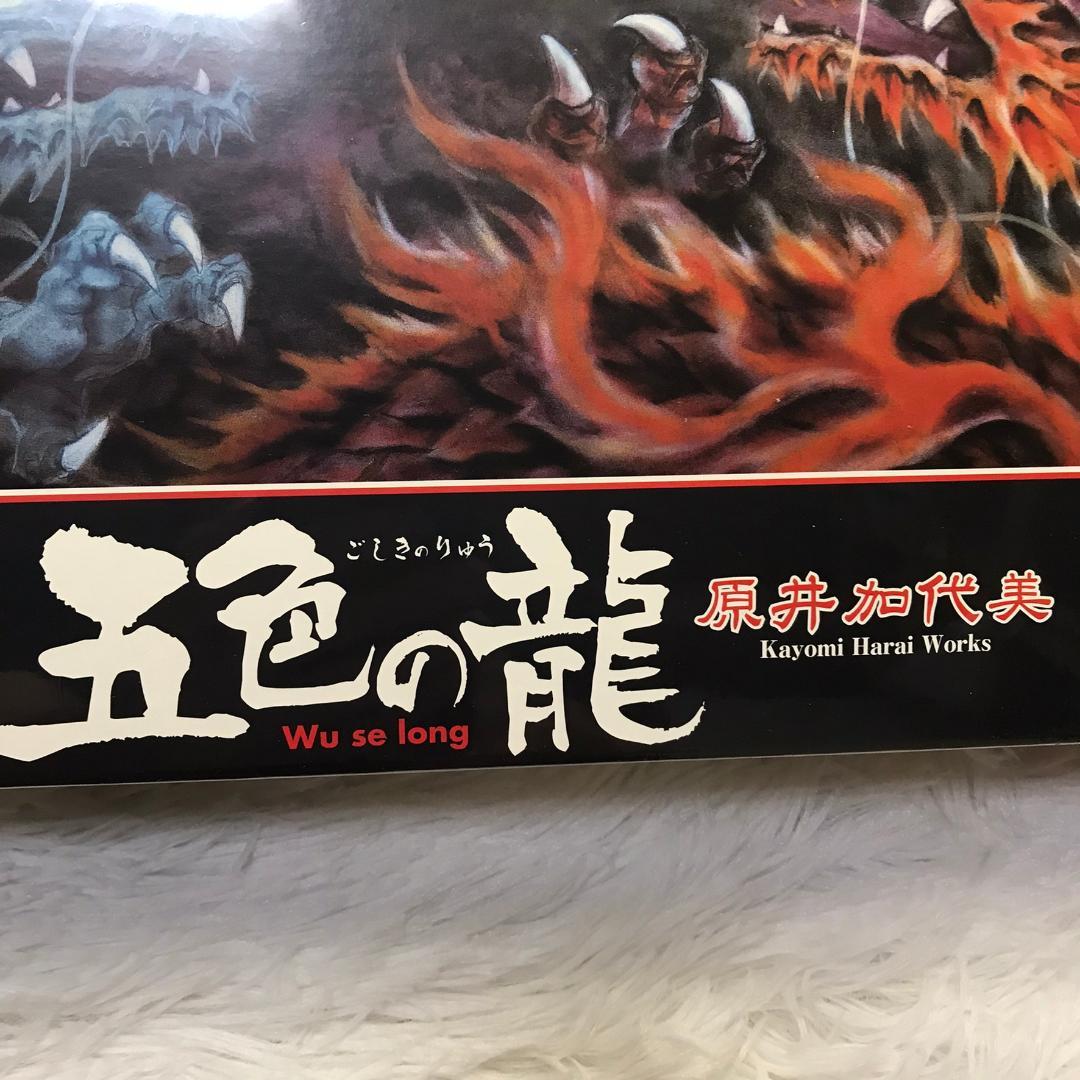 ごしきのりゅう
五色の龍
Wu se long
原井加代美
Kayomi Harai Works